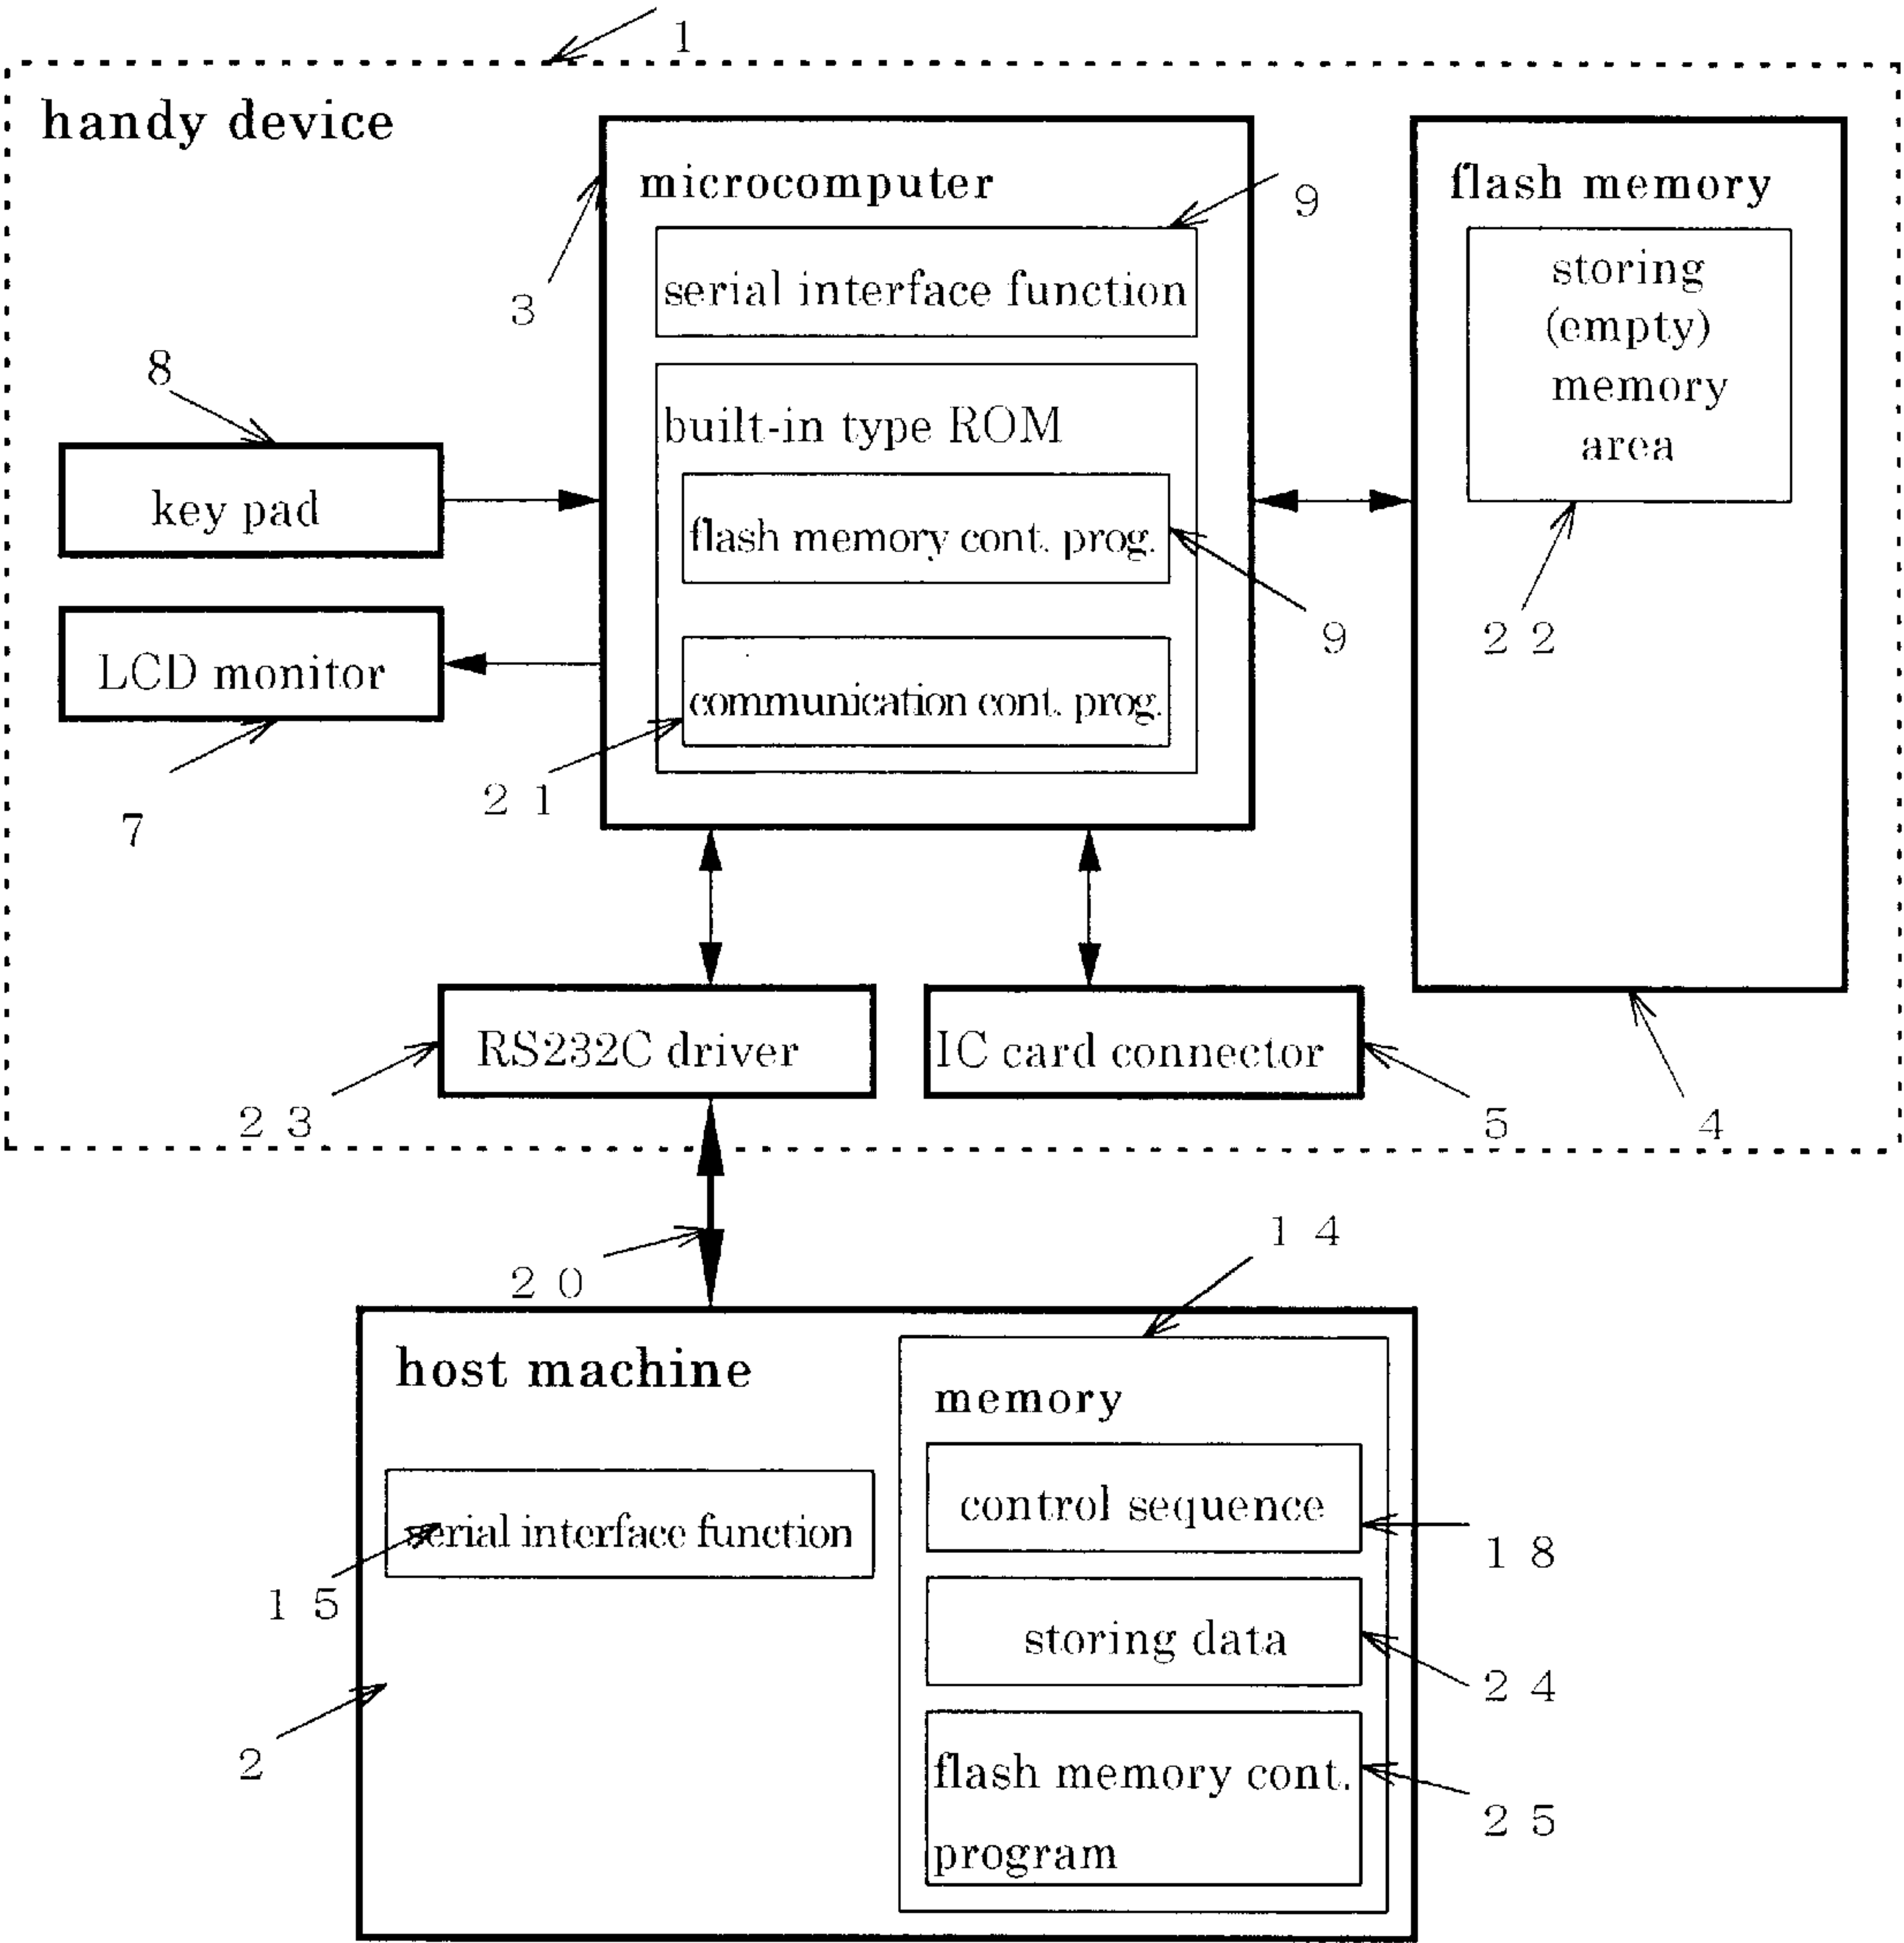 1
handy device
microcomputer
9
flash memory
serial interface function
storing
(empty)
memory
area
3
8
built-in type ROM
key pad
flash memory cont. prog.
9
2 2
LCD monitor
communication cont. prog.
2 1
7
RS232C driver
IC card connector
2 3
5
4
1 4
2 0
host machine
memory
control sequence
serial interface function
1 8
1 5
storing data
2 4
2
flash memory cont.
program
2 5